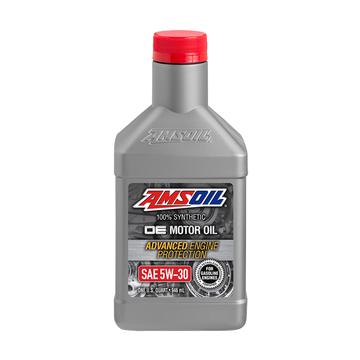 AMSOIL
AMSOIL
100% SYNTHETIC
OE MOTOR OIL
ADVANCED ENGINE
PROTECTION
SAE 5W-30
FOR
GASOLINE
ENGINES
ONE U.S. QUART • 946 mL